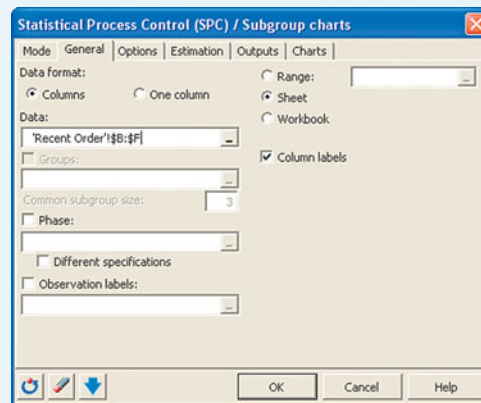 Statistical Process Control (SPC) / Subgroup charts
Mode General Options Estimation Outputs Charts
Data format:
Columns One column
Data:
'Recent Order'!$B:$F
Groups:
Common subgroup size: 3
Phase:
Different specifications
Observation labels:
Range:
Sheet
Workbook
Column labels
OK Cancel Help